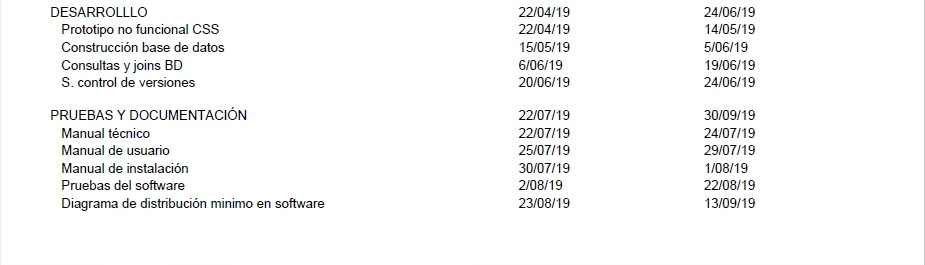 DESARROLLLO 22/04/19 24/06/19
Prototipo no funcional CSS 22/04/19 14/05/19
Construcción base de datos 15/05/19 5/06/19
Consultas y joins BD 6/06/19 19/06/19
S. control de versiones 20/06/19 24/06/19
PRUEBAS Y DOCUMENTACIÓN 22/07/19 30/09/19
Manual técnico 22/07/19 24/07/19
Manual de usuario 25/07/19 29/07/19
Manual de instalación 30/07/19 1/08/19
Pruebas del software 2/08/19 22/08/19
Diagrama de distribución minimo en software 23/08/19 13/09/19